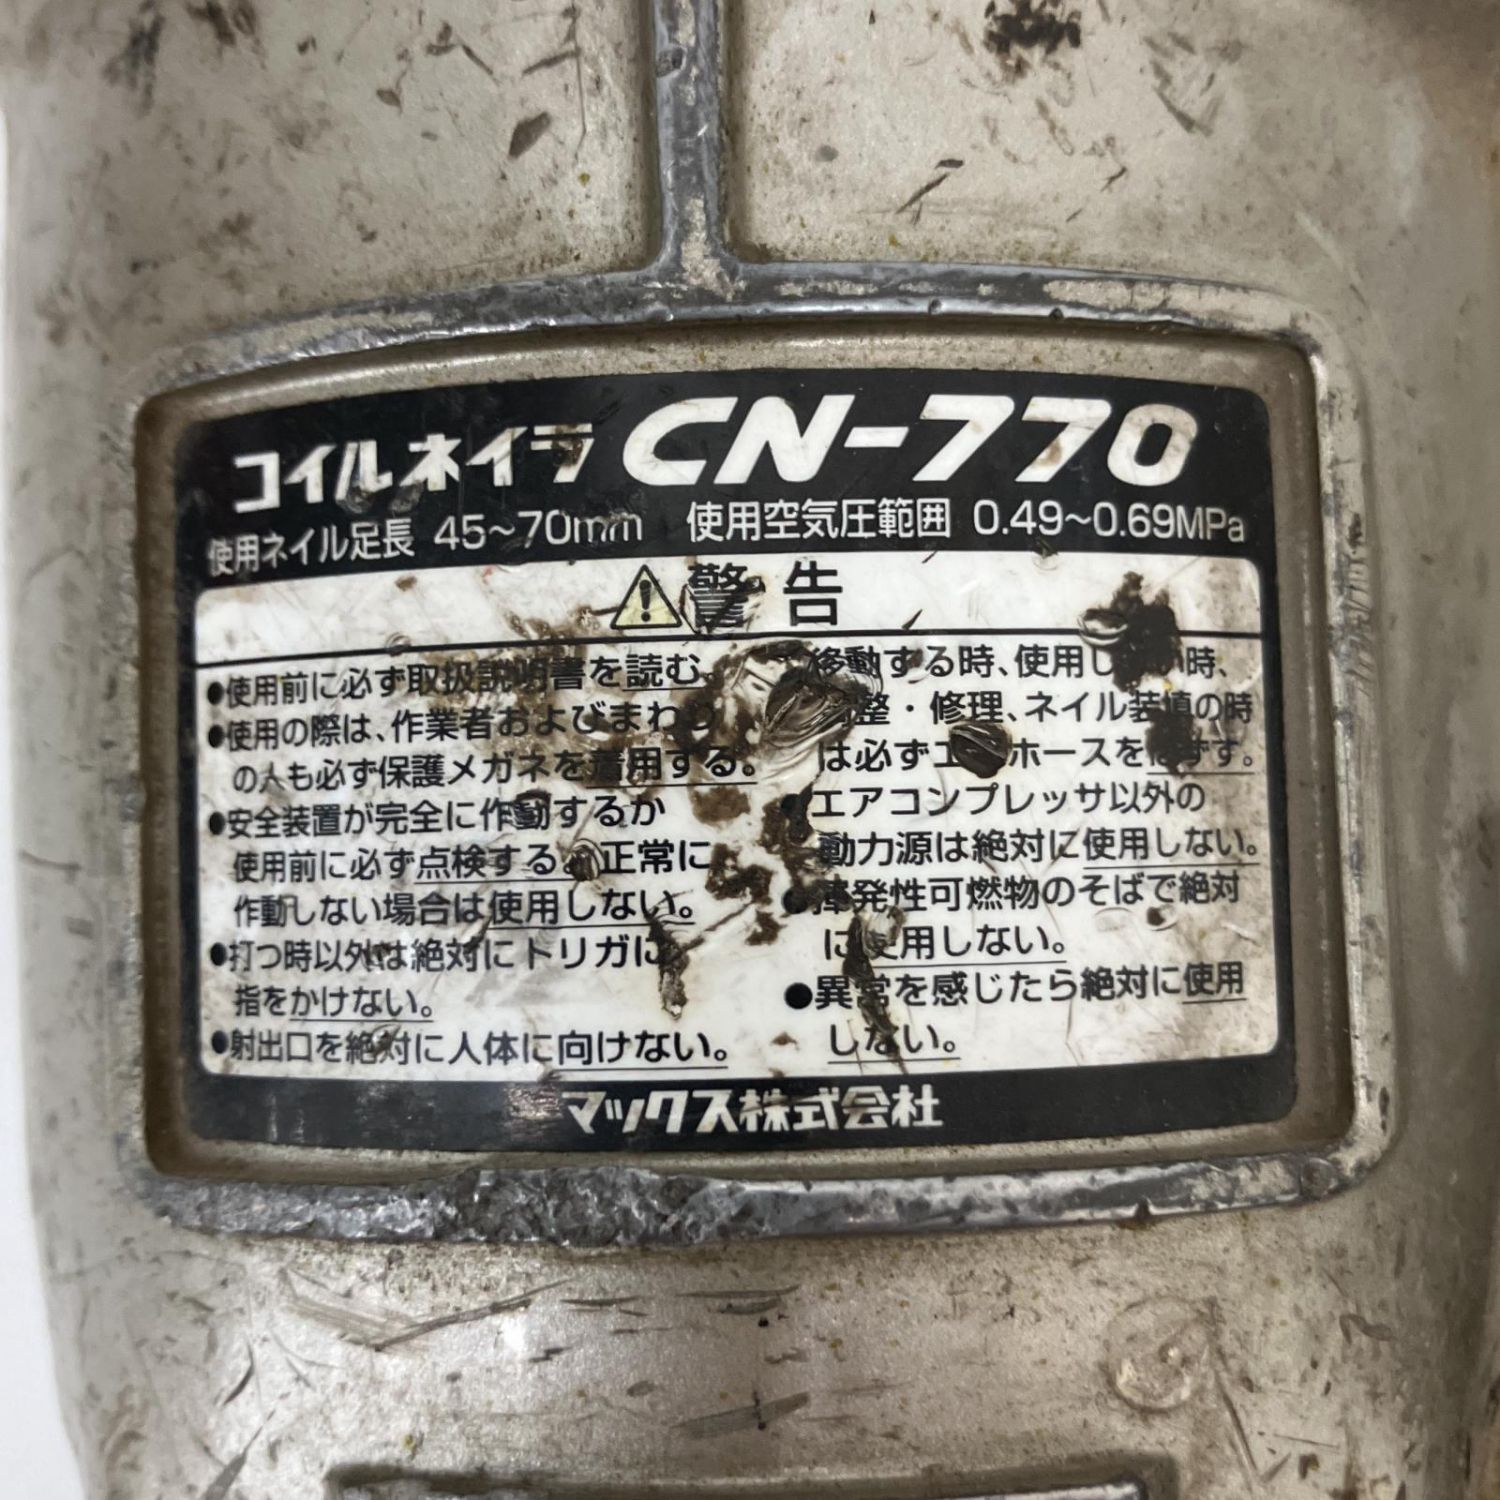 コイルネイラ CN-770
使用ネイル足長 45~70mm 使用空気圧範囲 0.49~0.69MPa
警告
●使用前に必ず取扱説明書を読む。
●使用の際は、作業者およびまわり
の人も必ず保護メガネを着用する。
●安全装置が完全に作動するか
使用前に必ず点検する。正常に
作動しない場合は使用しない。
●打つ時以外は絶対にトリガに
指をかけない。
●射出口を絶対に人体に向けない。
移動する時、使用しない時、
調整・修理、ネイル装填の時
は必ずエアホースをはずす。
●エアコンプレッサ以外の
動力源は絶対に使用しない。
●揮発性可燃物のそばで絶対
に使用しない。
●異常を感じたら絶対に使用
しない。
マックス株式会社